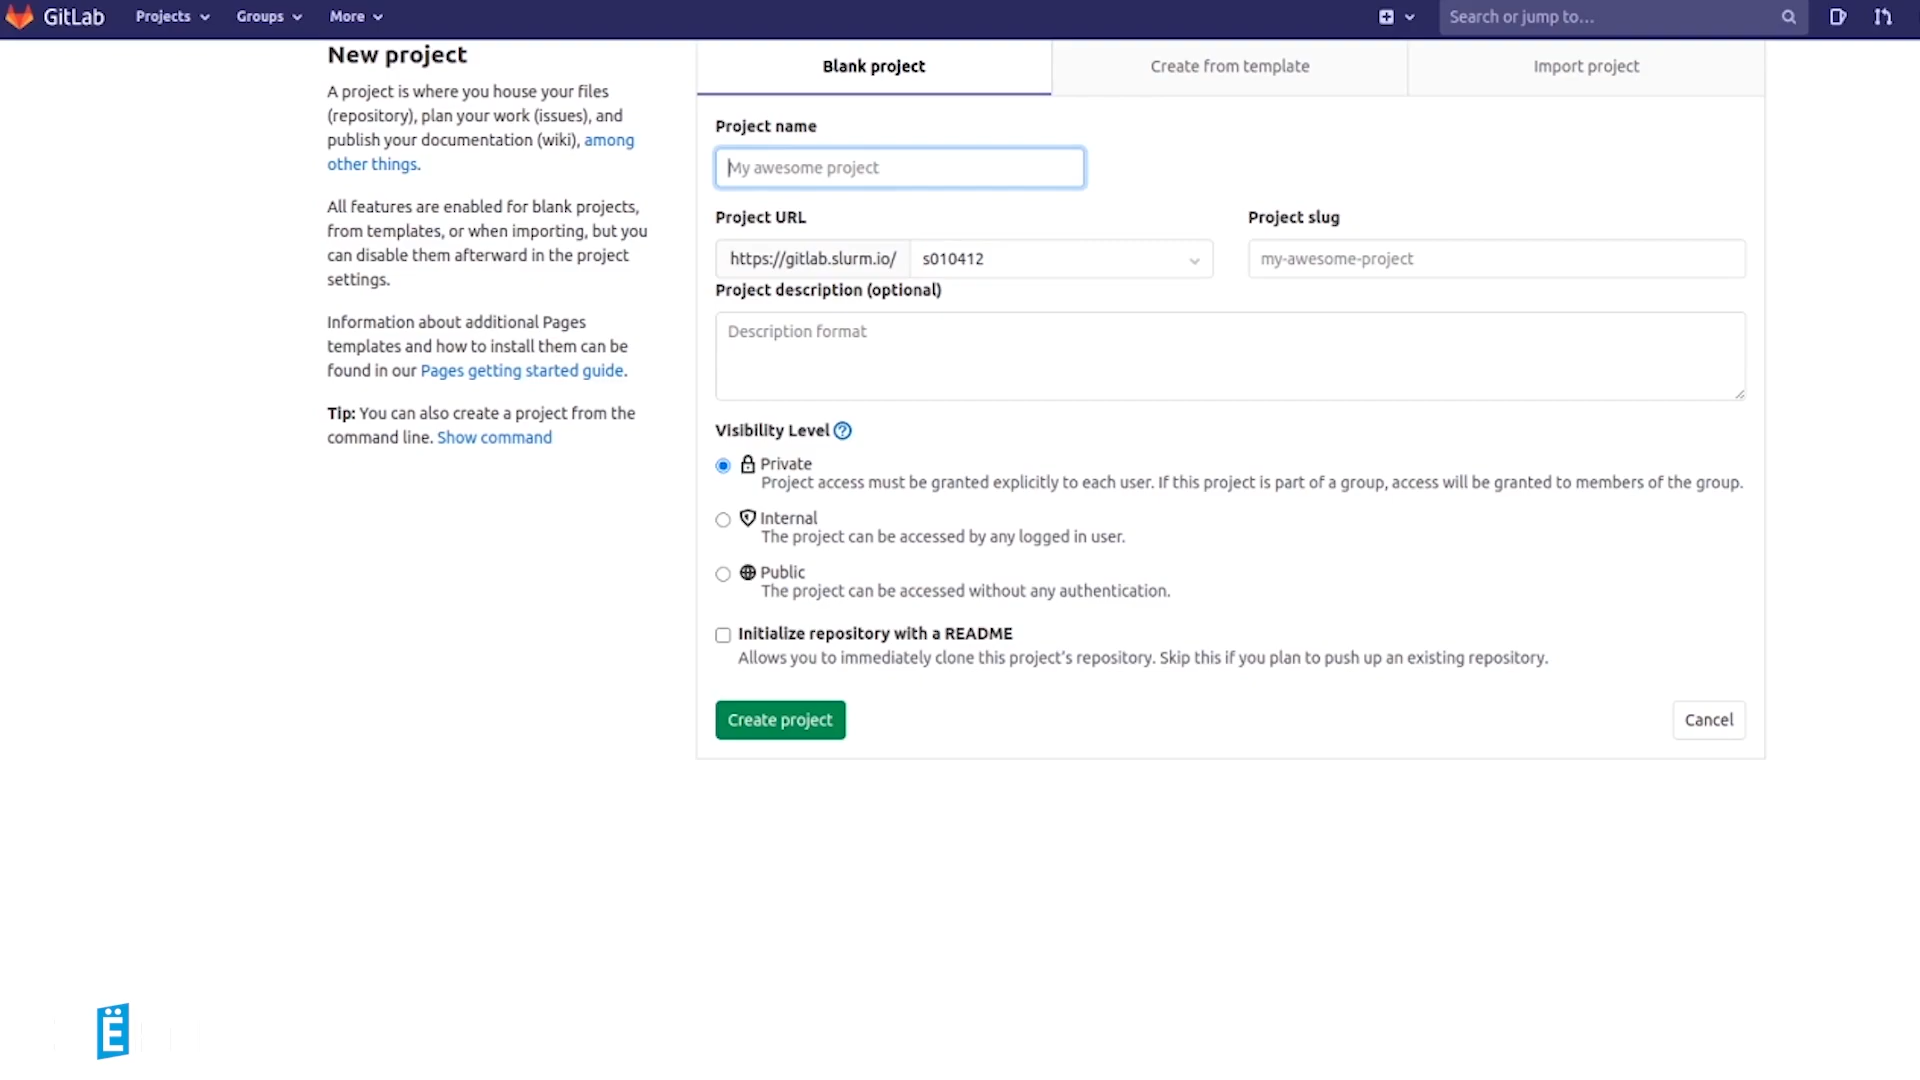 GitLab Projects Groups More Search or jump to...
New project
A project is where you house your files
(repository), plan your work (issues), and
publish your documentation (wiki), among
other things.
All features are enabled for blank projects,
from templates, or when importing, but you
can disable them afterward in the project
settings.
Information about additional Pages
templates and how to install them can be
found in our Pages getting started guide.
Tip: You can also create a project from the
command line. Show command
Blank project Create from template Import project
Project name
My awesome project
Project URL Project slug
https://gitlab.slurm.io/ s010412 my-awesome-project
Project description (optional)
Description format
Visibility Level
Private
Project access must be granted explicitly to each user. If this project is part of a group, access will be granted to members of the group.
Internal
The project can be accessed by any logged in user.
Public
The project can be accessed without any authentication.
Initialize repository with a README
Allows you to immediately clone this project's repository. Skip this if you plan to push up an existing repository.
Create project Cancel
Ё